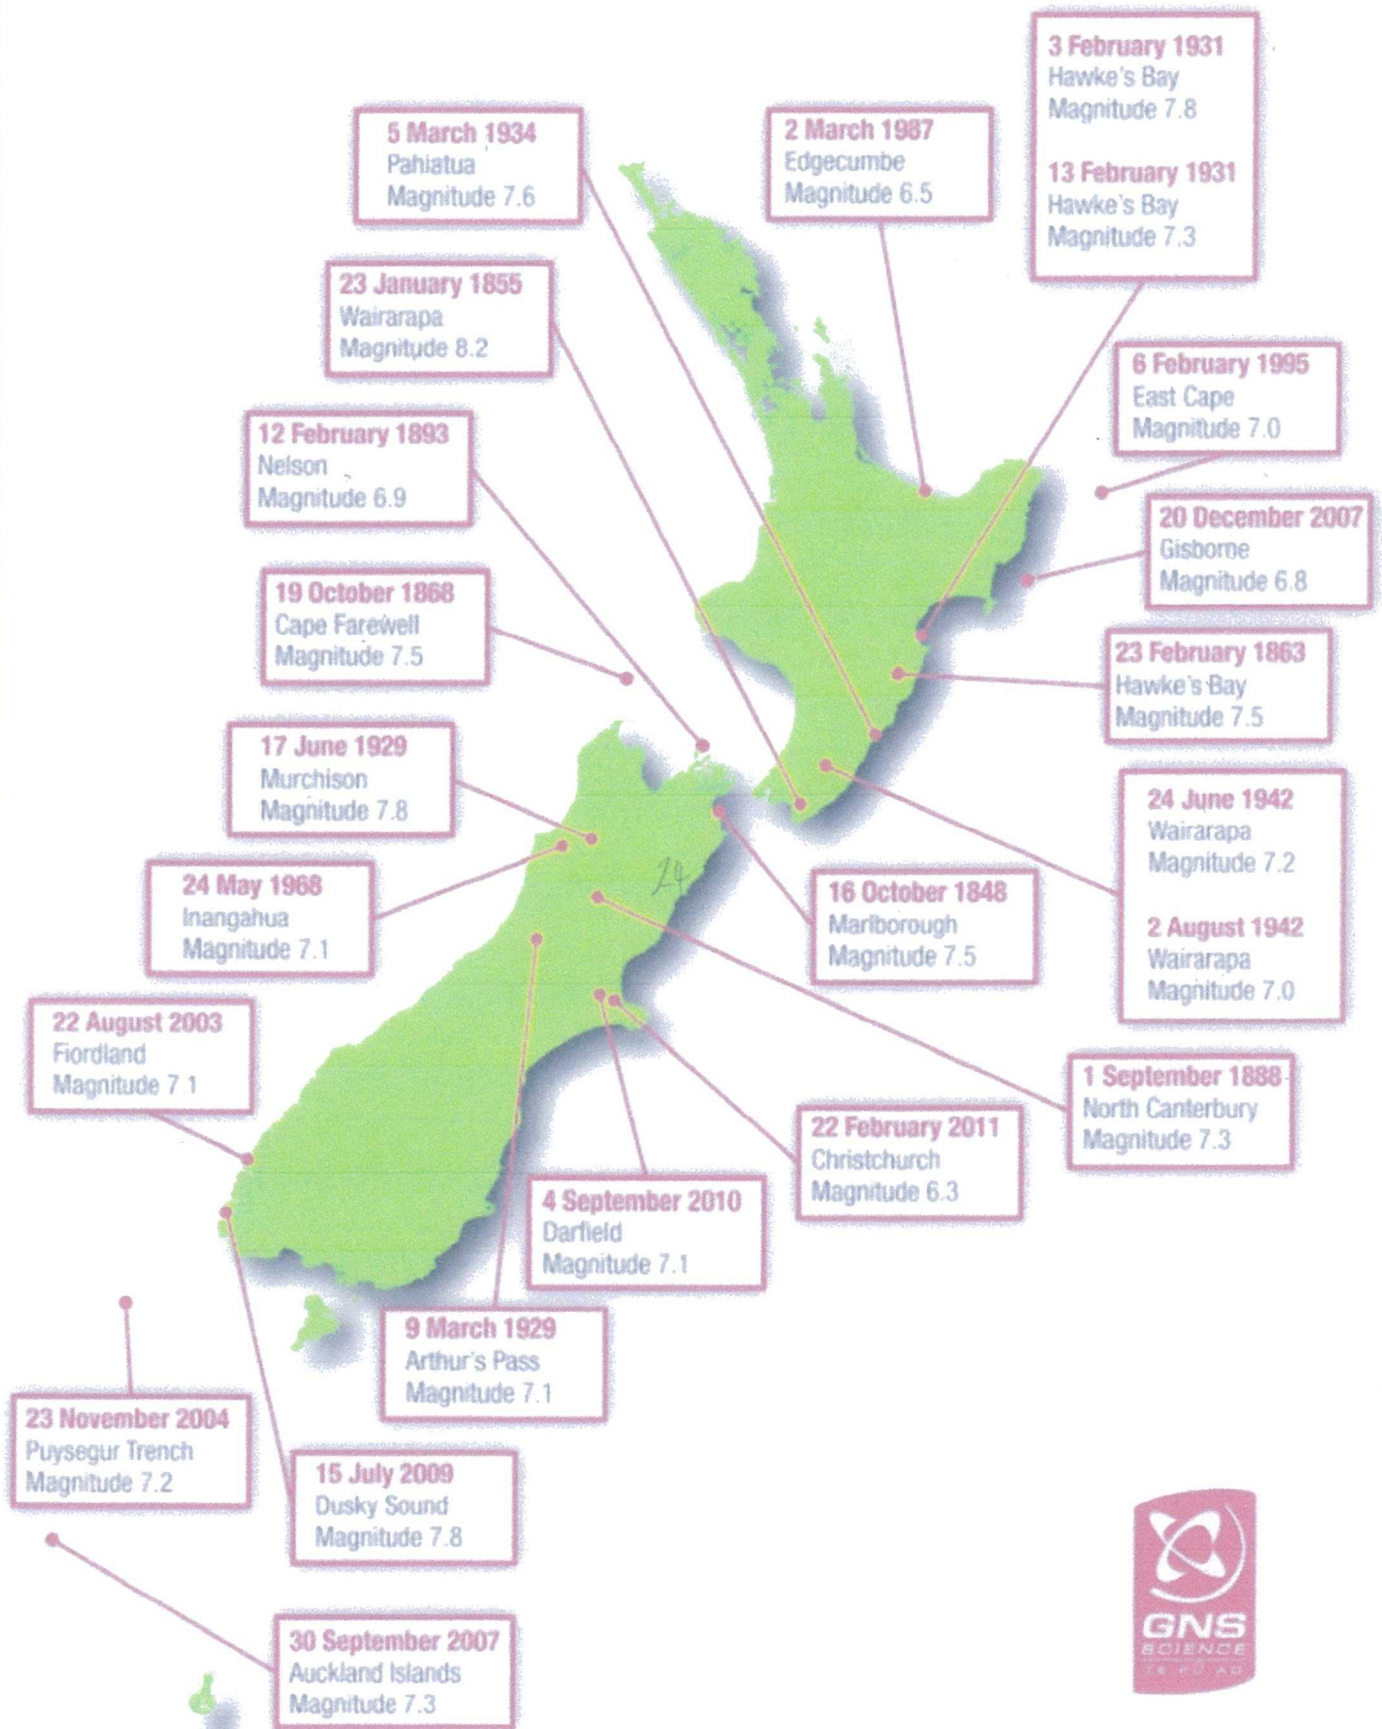 3 February 1931
Hawke's Bay
Magnitude 7.8
13 February 1931
Hawke's Bay
Magnitude 7.3
5 March 1934
Pahiatua
Magnitude 7.6
2 March 1987
Edgecumbe
Magnitude 6.5
23 January 1855
Wairarapa
Magnitude 8.2
6 February 1995
East Cape
Magnitude 7.0
12 February 1893
Nelson
Magnitude 6.9
20 December 2007
Gisborne
Magnitude 6.8
19 October 1868
Cape Farewell
Magnitude 7.5
23 February 1863
Hawke's Bay
Magnitude 7.5
17 June 1929
Murchison
Magnitude 7.8
24 June 1942
Wairarapa
Magnitude 7.2
2 August 1942
Wairarapa
Magnitude 7.0
24 May 1968
Inangahua
Magnitude 7.1
24
16 October 1848
Marlborough
Magnitude 7.5
22 August 2003
Fiordland
Magnitude 7 1
1 September 1888
North Canterbury
Magnitude 7.3
22 February 2011
Christchurch
Magnitude 6.3
4 September 2010
Darfield
Magnitude 7.1
9 March 1929
Arthur's Pass
Magnitude 7.1
23 November 2004
Puysegur Trench
Magnitude 7.2
15 July 2009
Dusky Sound
Magnitude 7.8
30 September 2007
Auckland Islands
Magnitude 7.3
GNS
SCIENCE